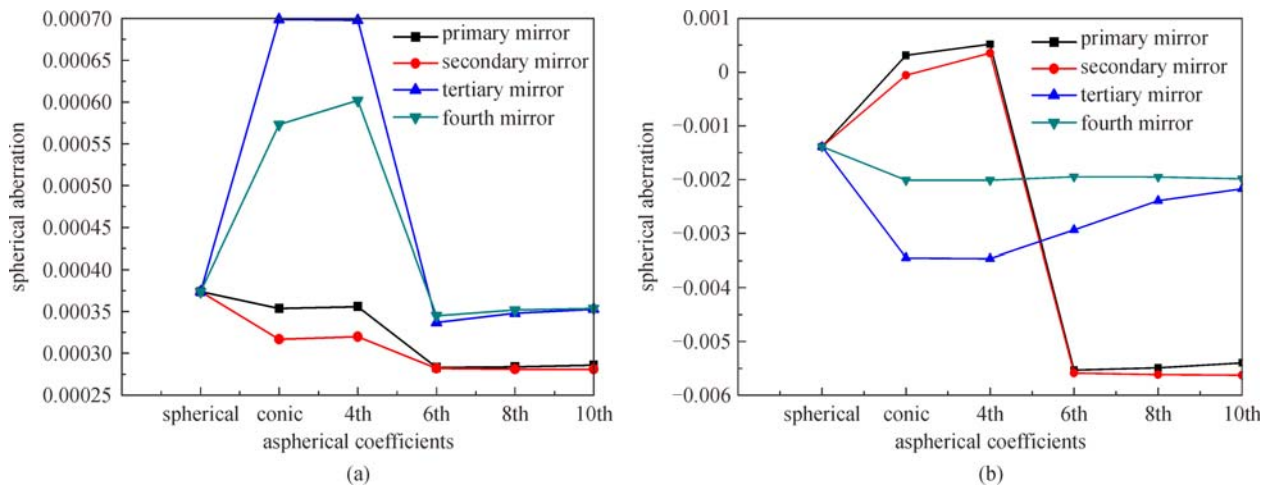 0.00070
0.00065
0.00060
0.00055
0.00050
0.00045
0.00040
0.00035
0.00030
0.00025
spherical aberration
primary mirror
secondary mirror
tertiary mirror
fourth mirror
spherical conic 4th 6th 8th 10th
aspherical coefficients
(a)
0.001
0
−0.001
−0.002
−0.003
−0.004
−0.005
−0.006
spherical aberration
primary mirror
secondary mirror
tertiary mirror
fourth mirror
spherical conic 4th 6th 8th 10th
aspherical coefficients
(b)